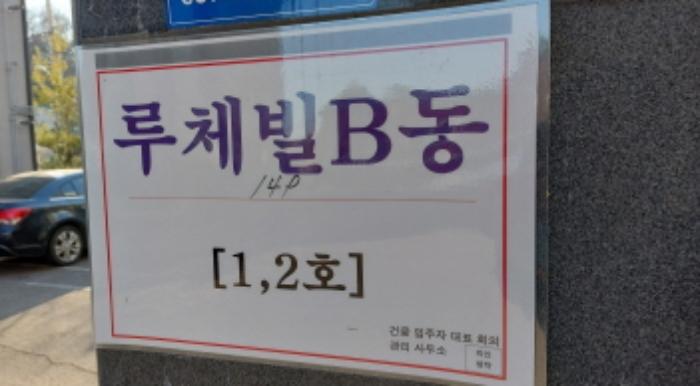 루체빌B동
[1,2호]
건물 입주자 대표 회의
관리 사무소